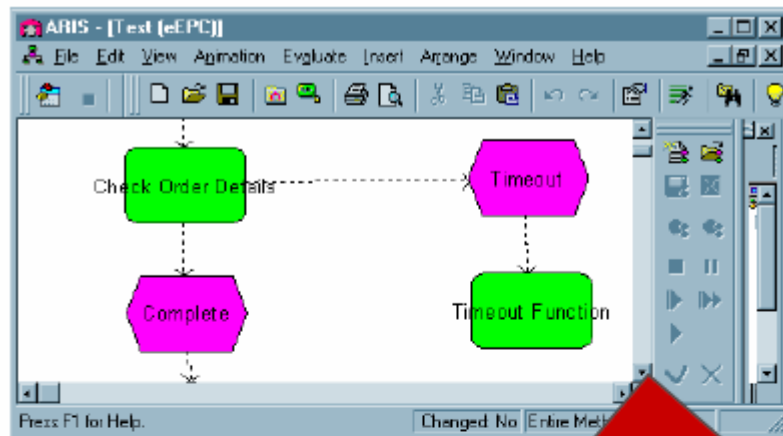 ARIS - [Test (eEPC)]
File Edit View Animation Evaluate Insert Arrange Window Help
Check Order Details
Timeout
Complete
Timeout Function
Press F1 for Help.
Changed: No Entire Meth